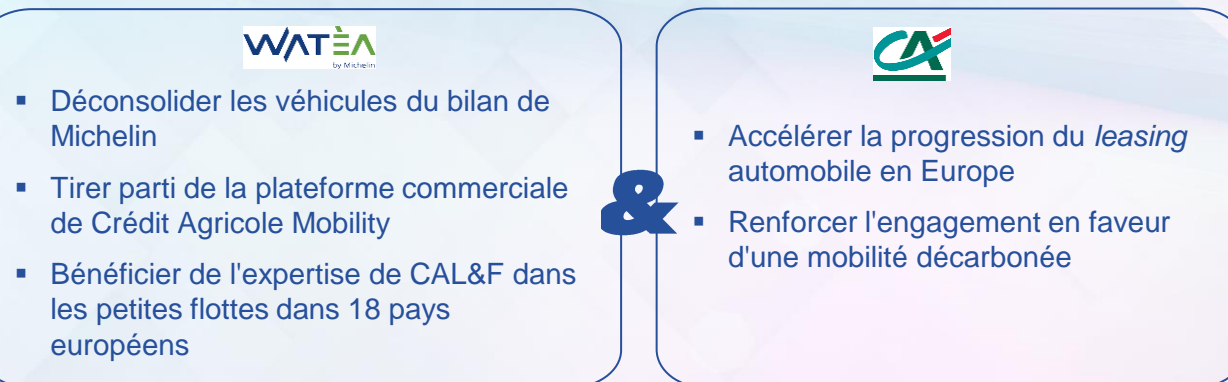 WATÈA
by Michelin
▪ Déconsolider les véhicules du bilan de
Michelin
▪ Tirer parti de la plateforme commerciale
de Crédit Agricole Mobility
▪ Bénéficier de l'expertise de CAL&F dans
les petites flottes dans 18 pays
européens
&
CA
▪ Accélérer la progression du leasing
automobile en Europe
▪ Renforcer l'engagement en faveur
d'une mobilité décarbonée